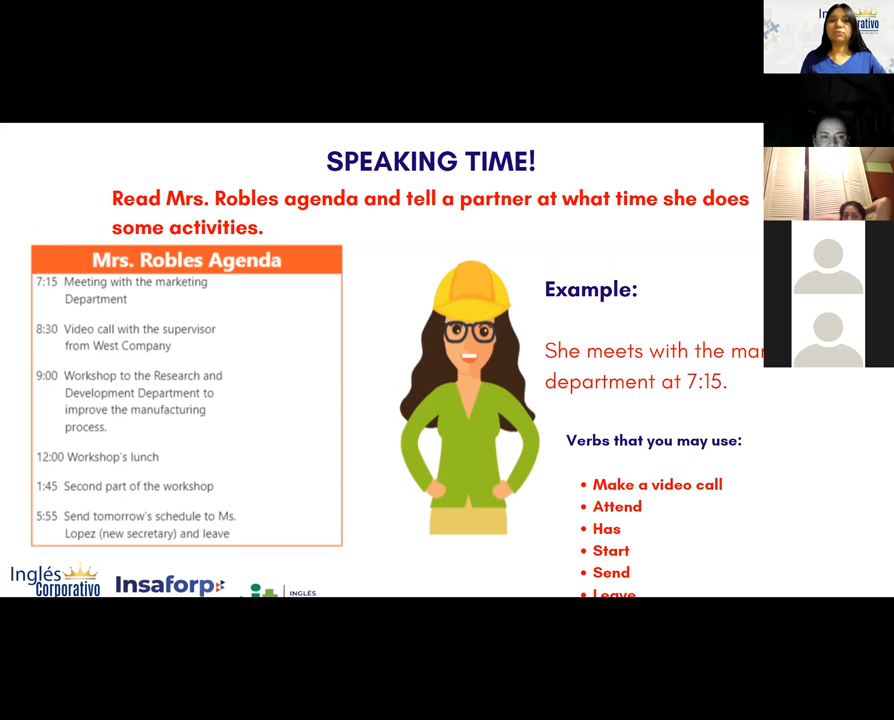 SPEAKING TIME!
Read Mrs. Robles agenda and tell a partner at what time she does
some activities.
Mrs. Robles Agenda
7:15 Meeting with the marketing
Department
8:30 Video call with the supervisor
from West Company
9:00 Workshop to the Research and
Development Department to
improve the manufacturing
process.
12:00 Workshop's lunch
1:45 Second part of the workshop
5:55 Send tomorrow's schedule to Ms.
Lopez (new secretary) and leave
Example:
She meets with the mar
department at 7:15.
Verbs that you may use:
• Make a video call
• Attend
• Has
• Start
• Send
• Leave
Inglés
Corporativo
Insaforp
INGLÉS